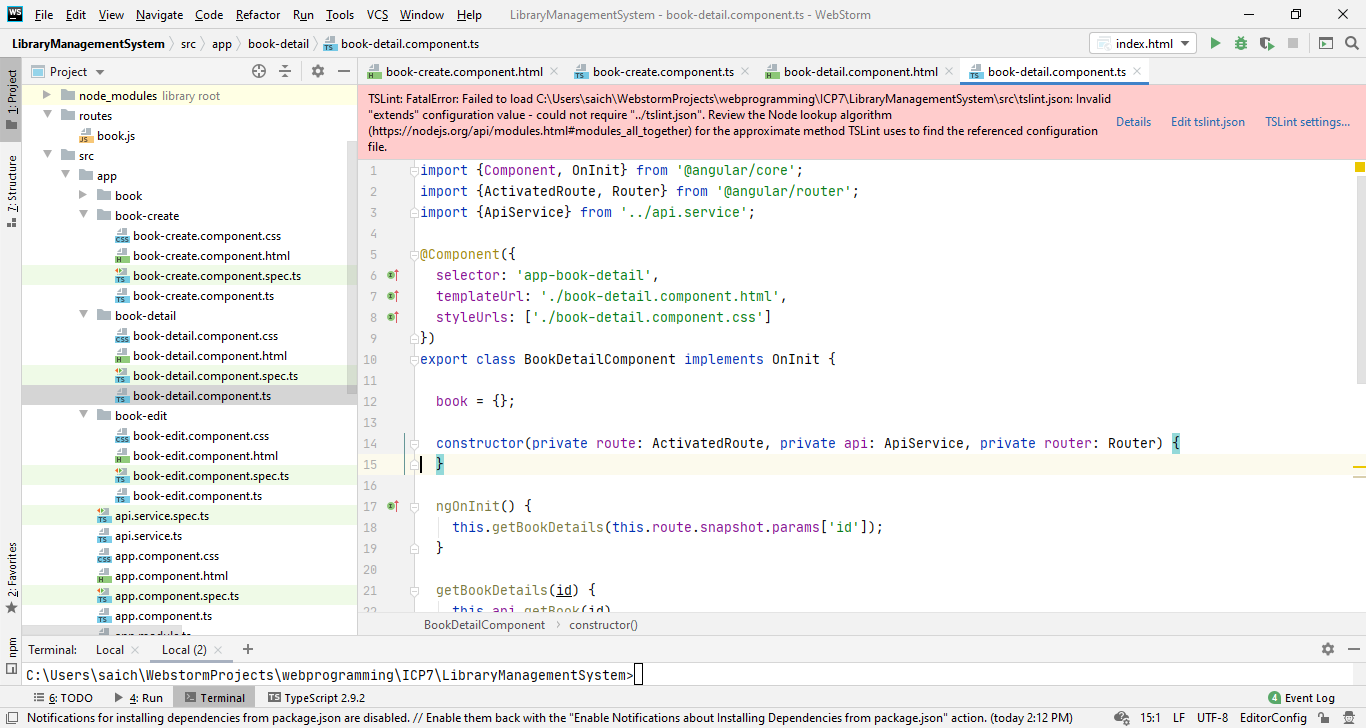 WS File Edit View Navigate Code Refactor Run Tools VCS Window Help LibraryManagementSystem - book-detail.component.ts - WebStorm
LibraryManagementSystem src app book-detail book-detail.component.ts index.html
1: Project
7: Structure
2: Favorites
npm
Project
node_modules library root
routes
book.js
src
app
book
book-create
book-create.component.css
book-create.component.html
book-create.component.spec.ts
book-create.component.ts
book-detail
book-detail.component.css
book-detail.component.html
book-detail.component.spec.ts
book-detail.component.ts
book-edit
book-edit.component.css
book-edit.component.html
book-edit.component.spec.ts
book-edit.component.ts
api.service.spec.ts
api.service.ts
app.component.css
app.component.html
app.component.spec.ts
app.component.ts
app.module.ts
book-create.component.html book-create.component.ts book-detail.component.html book-detail.component.ts
TSLint: FatalError: Failed to load C:\Users\saich\WebstormProjects\webprogramming\ICP7\LibraryManagementSystem\src\tslint.json: Invalid
"extends" configuration value - could not require "../tslint.json". Review the Node lookup algorithm
(https://nodejs.org/api/modules.html#modules_all_together) for the approximate method TSLint uses to find the referenced configuration
file.
Details Edit tslint.json TSLint settings...
1 import {Component, OnInit} from '@angular/core';
2 import {ActivatedRoute, Router} from '@angular/router';
3 import {ApiService} from '../api.service';
4
5 @Component({
6 selector: 'app-book-detail',
7 templateUrl: './book-detail.component.html',
8 styleUrls: ['./book-detail.component.css']
9 })
10 export class BookDetailComponent implements OnInit {
11
12 book = {};
13
14 constructor(private route: ActivatedRoute, private api: ApiService, private router: Router) {
15 }
16
17 ngOnInit() {
18 this.getBookDetails(this.route.snapshot.params['id']);
19 }
20
21 getBookDetails(id) {
22 this.api.getBook(id)
BookDetailComponent constructor()
Terminal: Local Local (2)
C:\Users\saich\WebstormProjects\webprogramming\ICP7\LibraryManagementSystem>
6: TODO 4: Run Terminal TypeScript 2.9.2 4 Event Log
Notifications for installing dependencies from package.json are disabled. // Enable them back with the "Enable Notifications about Installing Dependencies from package.json" action. (today 2:12 PM) 15:1 LF UTF-8 EditorConfig